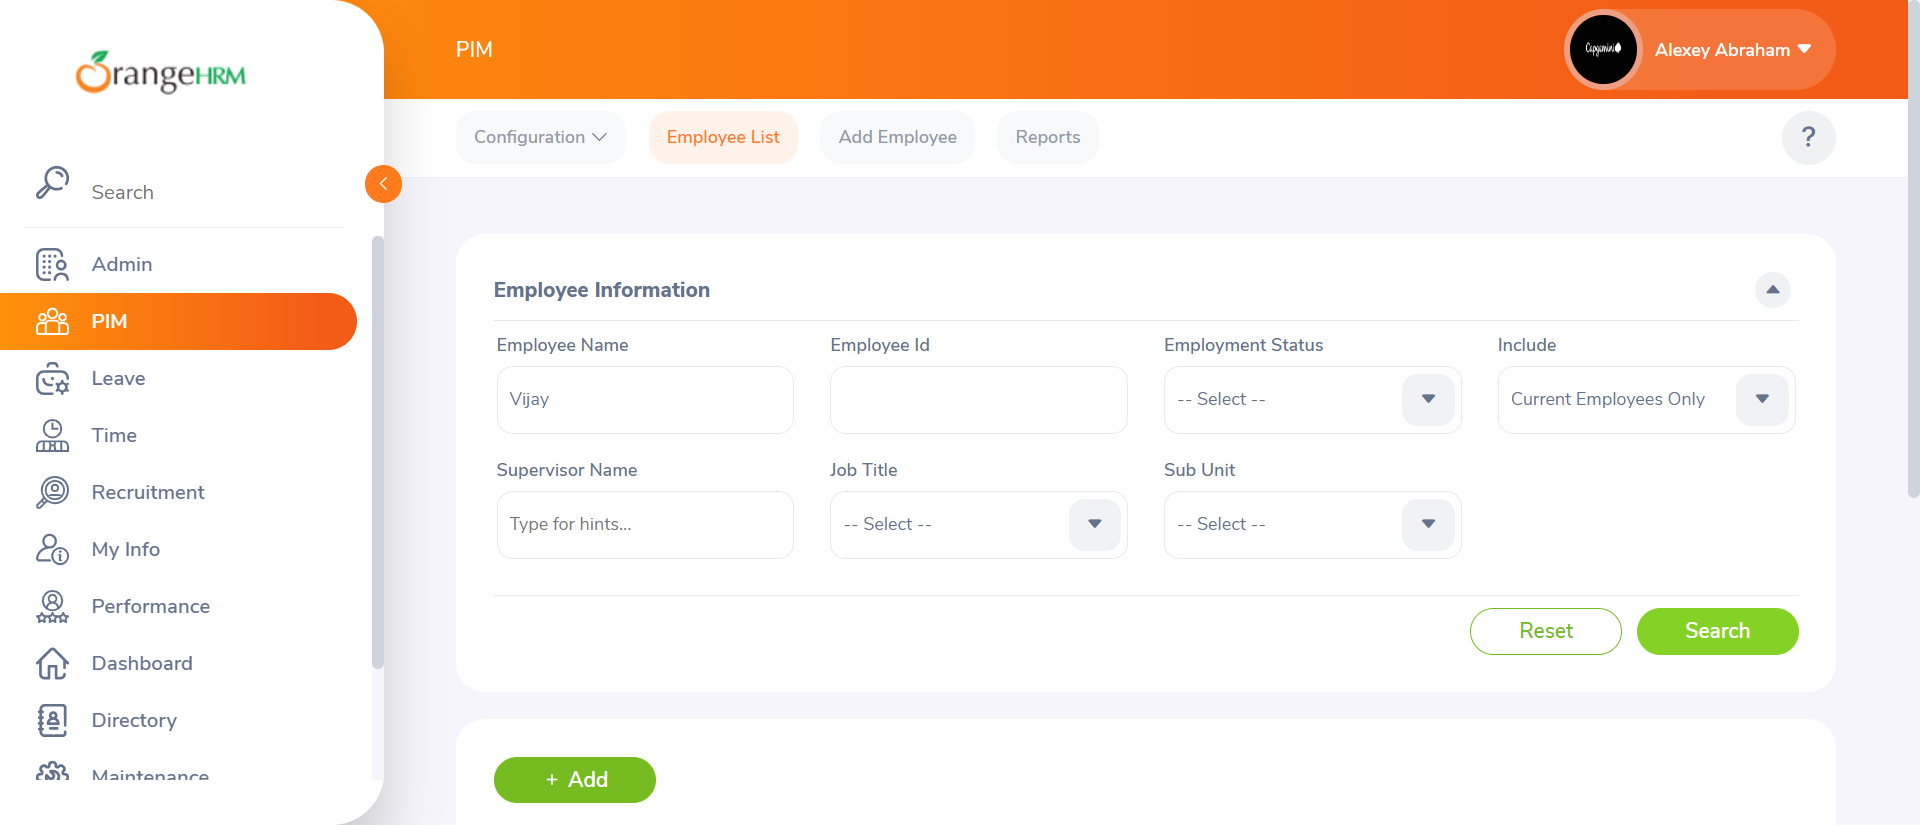 OrangeHRM
PIM
Capgemini
Alexey Abraham
Configuration
Employee List
Add Employee
Reports
?
Search
Admin
PIM
Leave
Time
Recruitment
My Info
Performance
Dashboard
Directory
Maintenance
Employee Information
Employee Name
Employee Id
Employment Status
Include
Vijay
-- Select --
Current Employees Only
Supervisor Name
Job Title
Sub Unit
Type for hints...
-- Select --
-- Select --
Reset
Search
+ Add